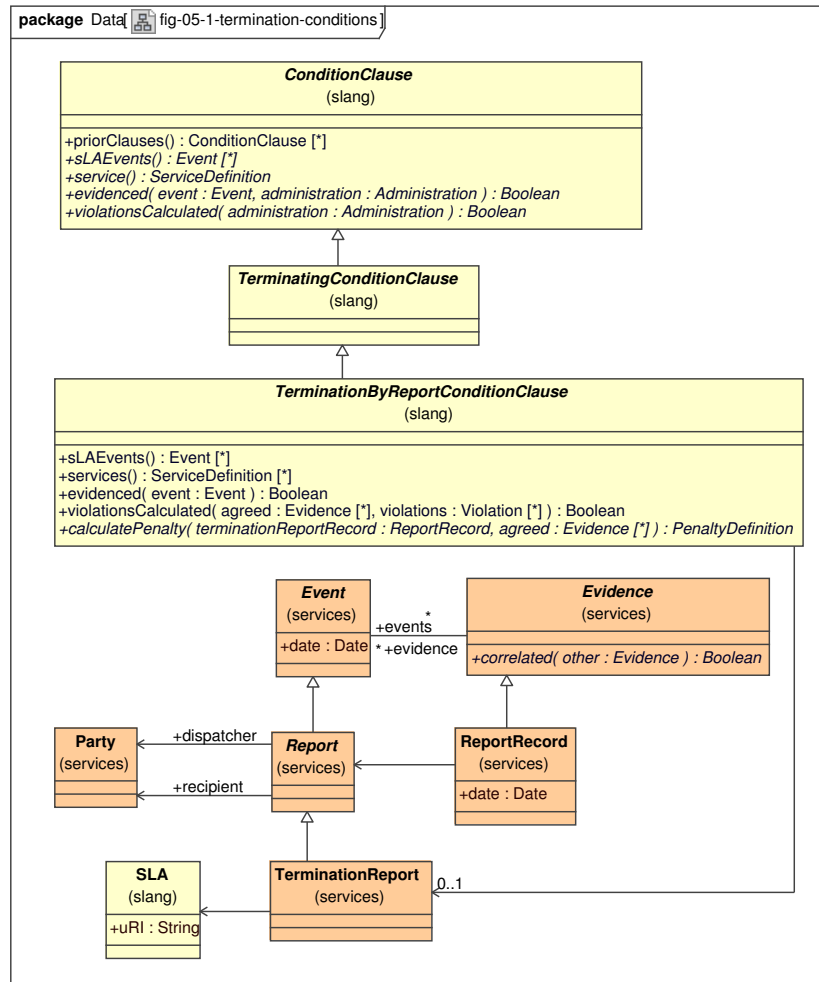 package Data[ fig-05-1-termination-conditions]
ConditionClause
(slang)
+priorClauses() : ConditionClause [*]
+sLAEvents() : Event [*]
+service() : ServiceDefinition
+evidenced( event : Event, administration : Administration ) : Boolean
+violationsCalculated( administration : Administration ) : Boolean
TerminatingConditionClause
(slang)
TerminationByReportConditionClause
(slang)
+sLAEvents() : Event [*]
+services() : ServiceDefinition [*]
+evidenced( event : Event ) : Boolean
+violationsCalculated( agreed : Evidence [*], violations : Violation [*] ) : Boolean
+calculatePenalty( terminationReportRecord : ReportRecord, agreed : Evidence [*] ) : PenaltyDefinition
Event
(services)
+date : Date
*
+events
* +evidence
Evidence
(services)
+correlated( other : Evidence ) : Boolean
Party
(services)
+dispatcher
+recipient
Report
(services)
ReportRecord
(services)
+date : Date
SLA
(slang)
+uRI : String
TerminationReport
(services)
0..1